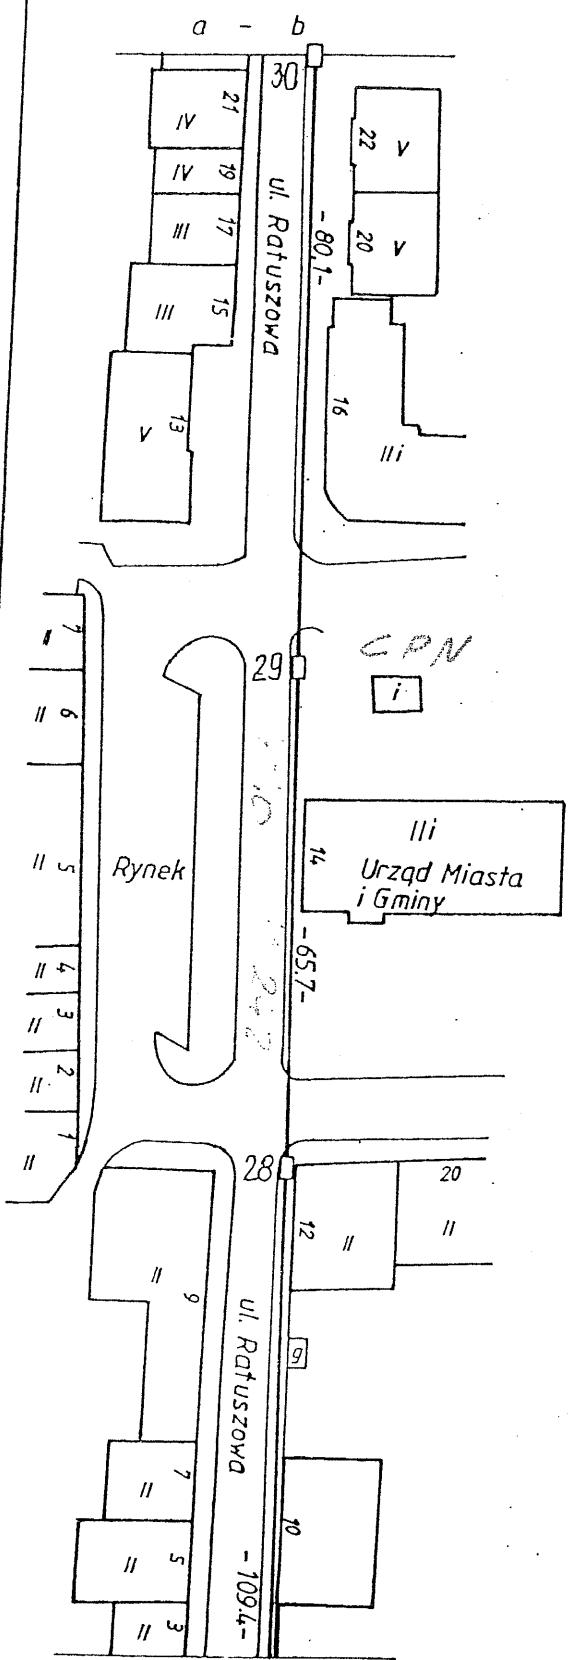 a - b
30
21
IV
22
V
19
IV
ul. Ratuszowa
17
III
-80,1-
20
V
15
III
16
II i
13
V
7
II
29
CPN
i
6
II
II i
14
Urząd Miasta
i Gminy
5
II
Rynek
-65.7-
4
II
3
II
2
II
1
II
28
20
II
12
II
II
9
ul. Ratuszowa
g
7
II
10
5
II
-109.4-
3
II